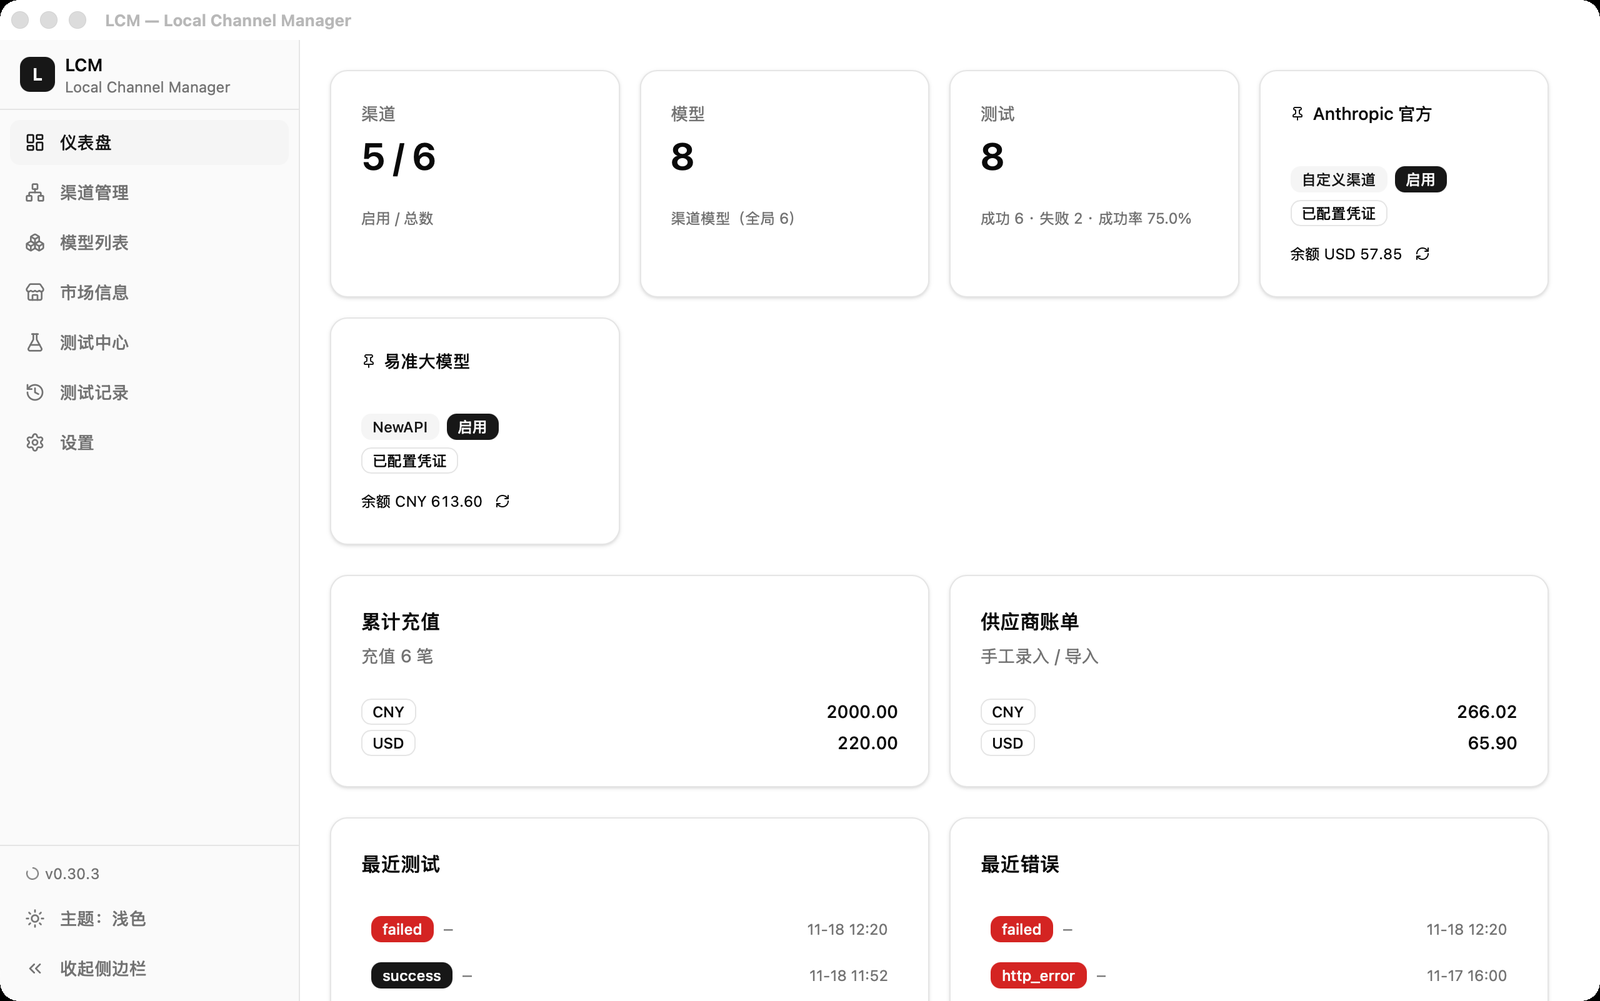 LCM — Local Channel Manager
L
LCM
Local Channel Manager
仪表盘
渠道管理
模型列表
市场信息
测试中心
测试记录
设置
v0.30.3
主题：浅色
收起侧边栏
渠道
5 / 6
启用 / 总数
模型
8
渠道模型（全局 6）
测试
8
成功 6 · 失败 2 · 成功率 75.0%
Anthropic 官方
自定义渠道 启用
已配置凭证
余额 USD 57.85
易准大模型
NewAPI 启用
已配置凭证
余额 CNY 613.60
累计充值
充值 6 笔
CNY 2000.00
USD 220.00
供应商账单
手工录入 / 导入
CNY 266.02
USD 65.90
最近测试
failed – 11-18 12:20
success – 11-18 11:52
最近错误
failed – 11-18 12:20
http_error – 11-17 16:00